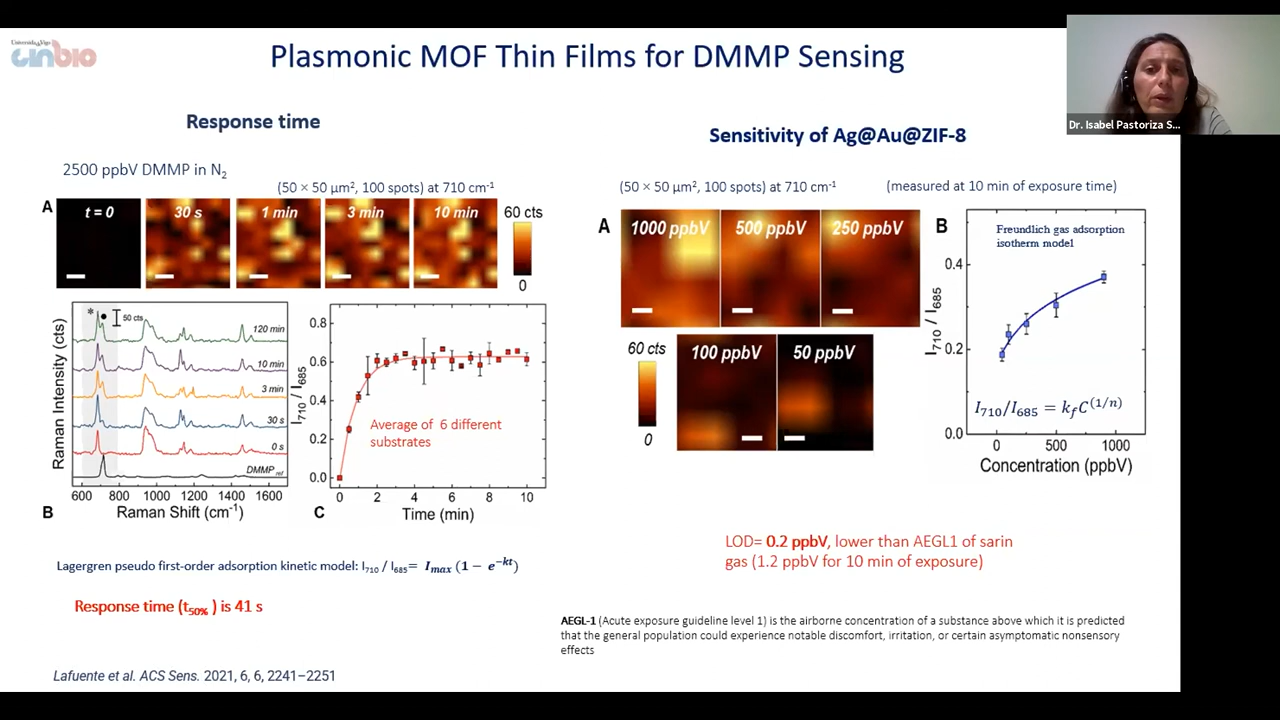 Universida de Vigo
cinbio
Plasmonic MOF Thin Films for DMMP Sensing
Dr. Isabel Pastoriza S...
Response time
2500 ppbV DMMP in N2
(50 × 50 µm², 100 spots) at 710 cm⁻¹
A
t = 0
30 s
1 min
3 min
10 min
60 cts
0
* ●
50 cts
120 min
10 min
3 min
30 s
0 s
DMMP ref
Raman Intensity (cts)
600 800 1000 1200 1400 1600
B
Raman Shift (cm⁻¹)
0.8
0.6
0.4
0.2
0.0
I710 / I685
Average of 6 different
substrates
0 2 4 6 8 10
C
Time (min)
Lagergren pseudo first-order adsorption kinetic model: I710 / I685= Imax (1 − e^−kt)
Response time (t50% ) is 41 s
Lafuente et al. ACS Sens. 2021, 6, 6, 2241–2251
Sensitivity of Ag@Au@ZIF-8
(50 × 50 µm², 100 spots) at 710 cm⁻¹
(measured at 10 min of exposure time)
A
1000 ppbV
500 ppbV
250 ppbV
60 cts
0
100 ppbV
50 ppbV
B
Freundlich gas adsorption
isotherm model
0.4
0.2
0.0
I710 / I685
I710/I685 = kfC^(1/n)
0 500 1000
Concentration (ppbV)
LOD= 0.2 ppbV, lower than AEGL1 of sarin
gas (1.2 ppbV for 10 min of exposure)
AEGL-1 (Acute exposure guideline level 1) is the airborne concentration of a substance above which it is predicted
that the general population could experience notable discomfort, irritation, or certain asymptomatic nonsensory
effects